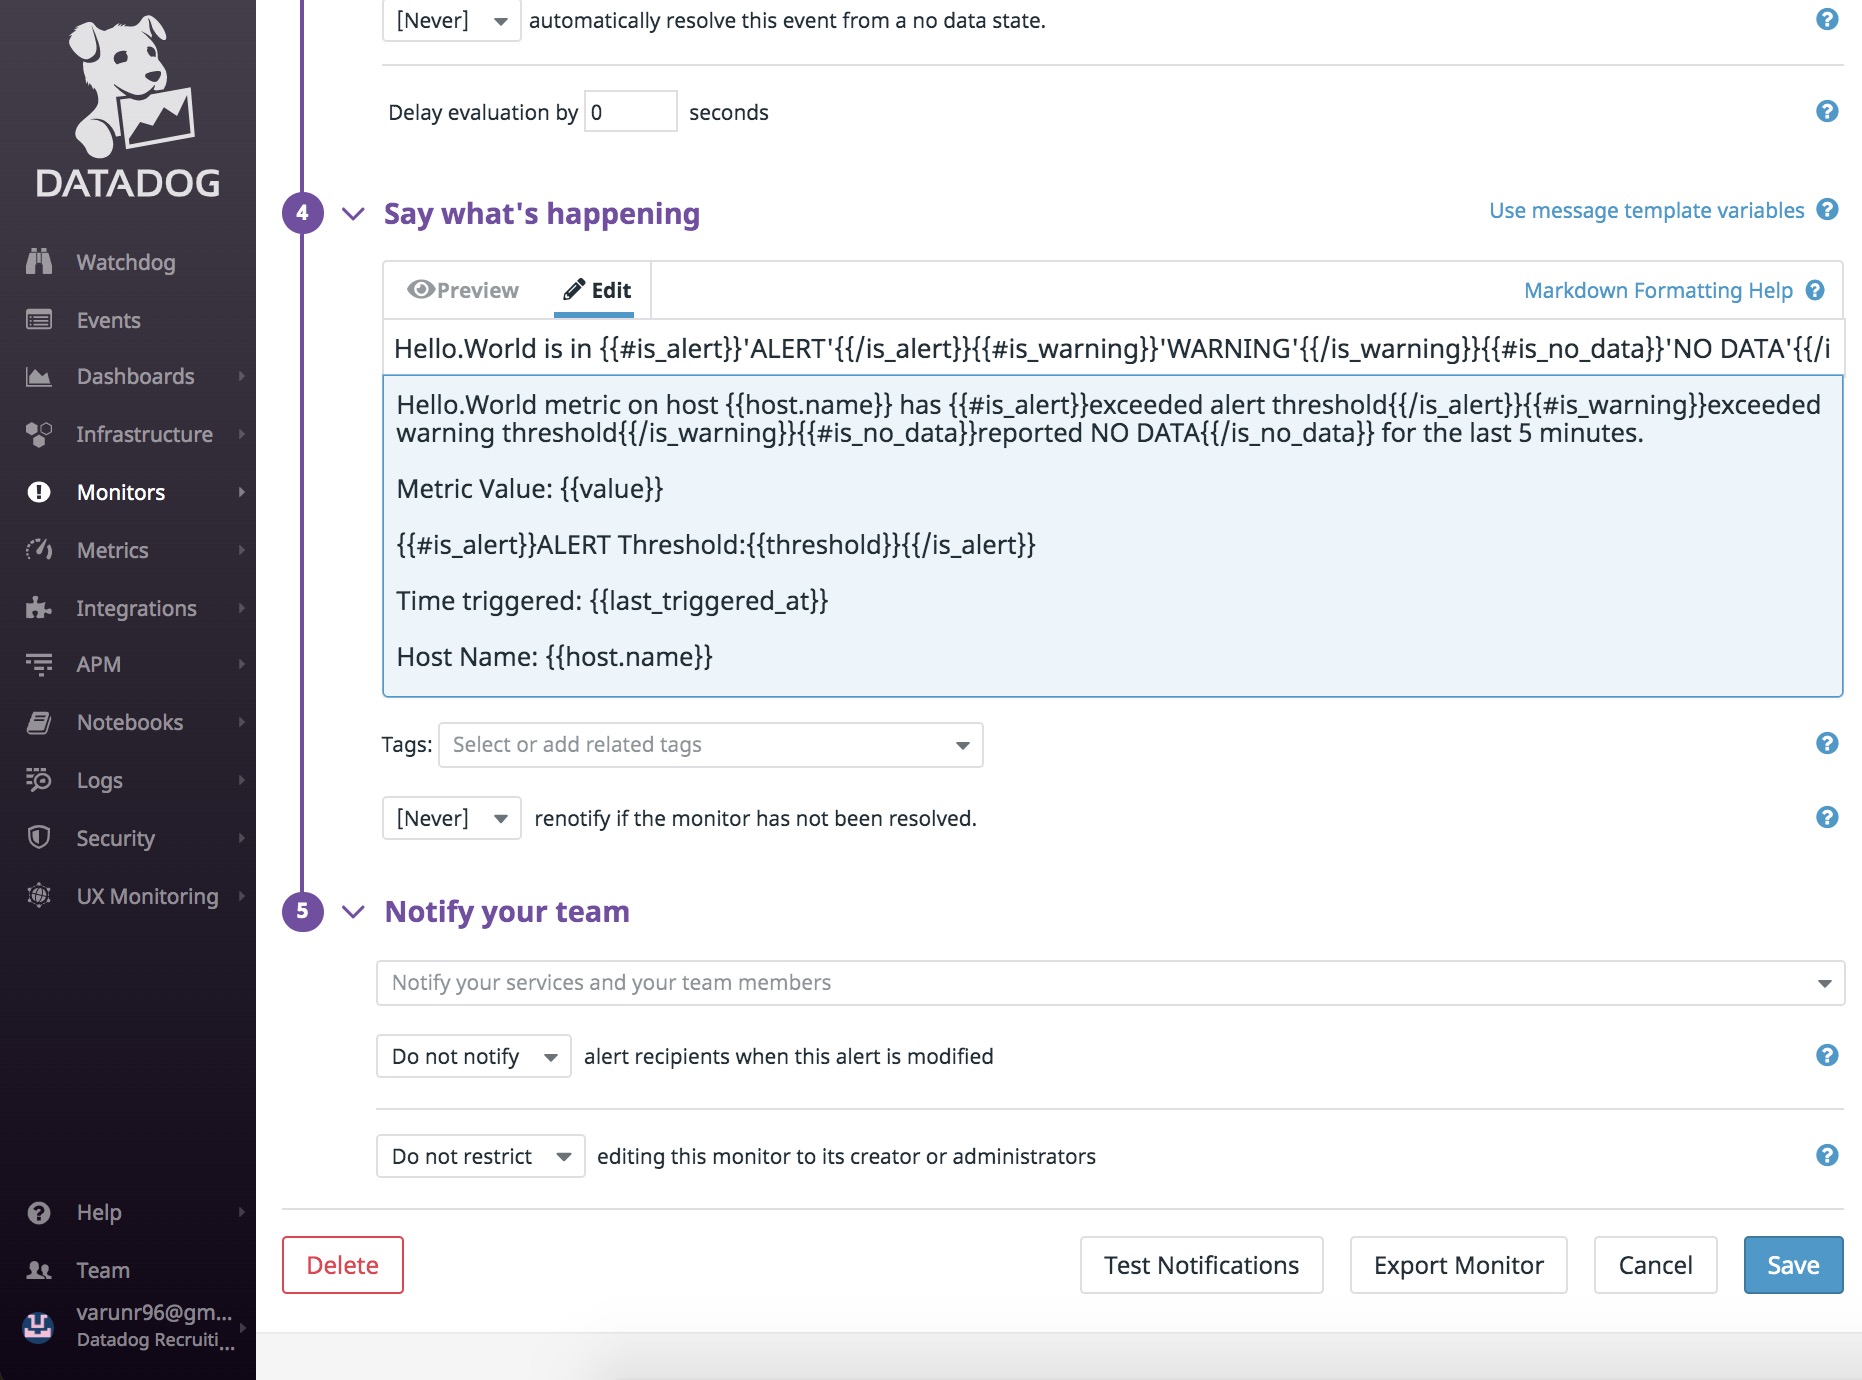 DATADOG
Watchdog
Events
Dashboards
Infrastructure
Monitors
Metrics
Integrations
APM
Notebooks
Logs
Security
UX Monitoring
Help
Team
varunr96@gm...
Datadog Recruiti...
[Never] automatically resolve this event from a no data state.
Delay evaluation by 0 seconds
4 Say what's happening
Use message template variables
Preview Edit
Markdown Formatting Help
Hello.World is in {{#is_alert}}'ALERT'{{/is_alert}}{{#is_warning}}'WARNING'{{/is_warning}}{{#is_no_data}}'NO DATA'{{/i
Hello.World metric on host {{host.name}} has {{#is_alert}}exceeded alert threshold{{/is_alert}}{{#is_warning}}exceeded
warning threshold{{/is_warning}}{{#is_no_data}}reported NO DATA{{/is_no_data}} for the last 5 minutes.
Metric Value: {{value}}
{{#is_alert}}ALERT Threshold:{{threshold}}{{/is_alert}}
Time triggered: {{last_triggered_at}}
Host Name: {{host.name}}
Tags: Select or add related tags
[Never] renotify if the monitor has not been resolved.
5 Notify your team
Notify your services and your team members
Do not notify alert recipients when this alert is modified
Do not restrict editing this monitor to its creator or administrators
Delete Test Notifications Export Monitor Cancel Save